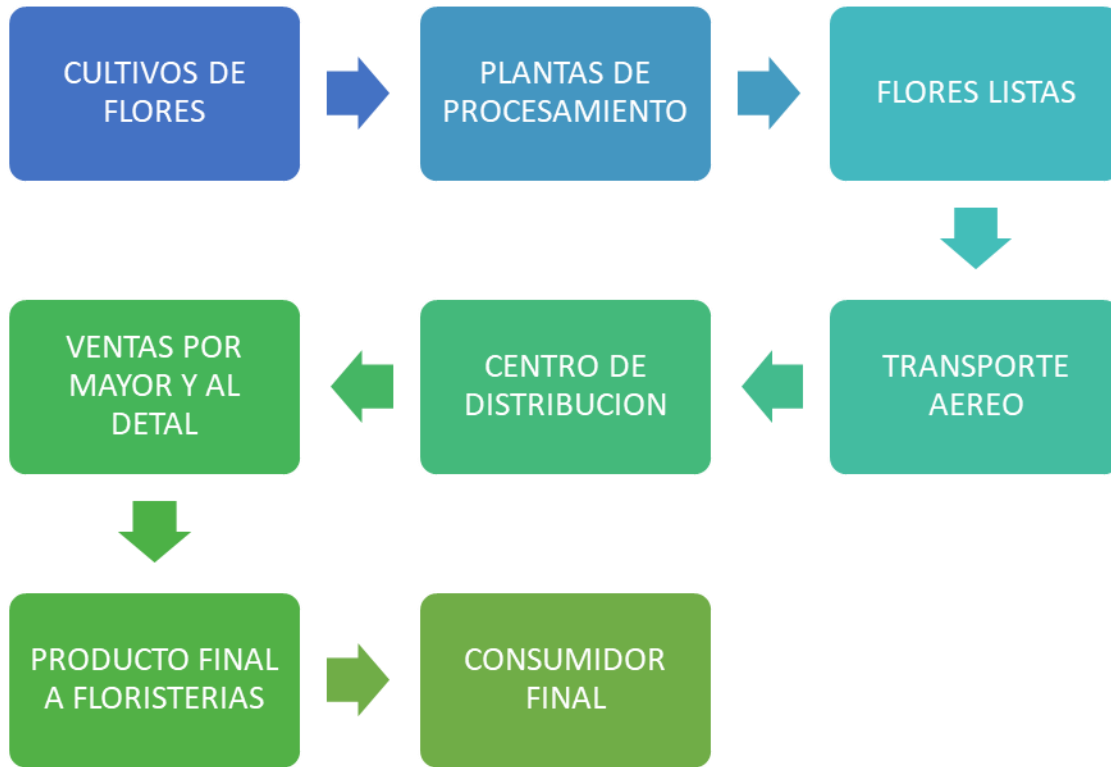 CULTIVOS DE
FLORES
PLANTAS DE
PROCESAMIENTO
FLORES LISTAS
TRANSPORTE
AEREO
CENTRO DE
DISTRIBUCION
VENTAS POR
MAYOR Y AL
DETAL
PRODUCTO FINAL
A FLORISTERIAS
CONSUMIDOR
FINAL